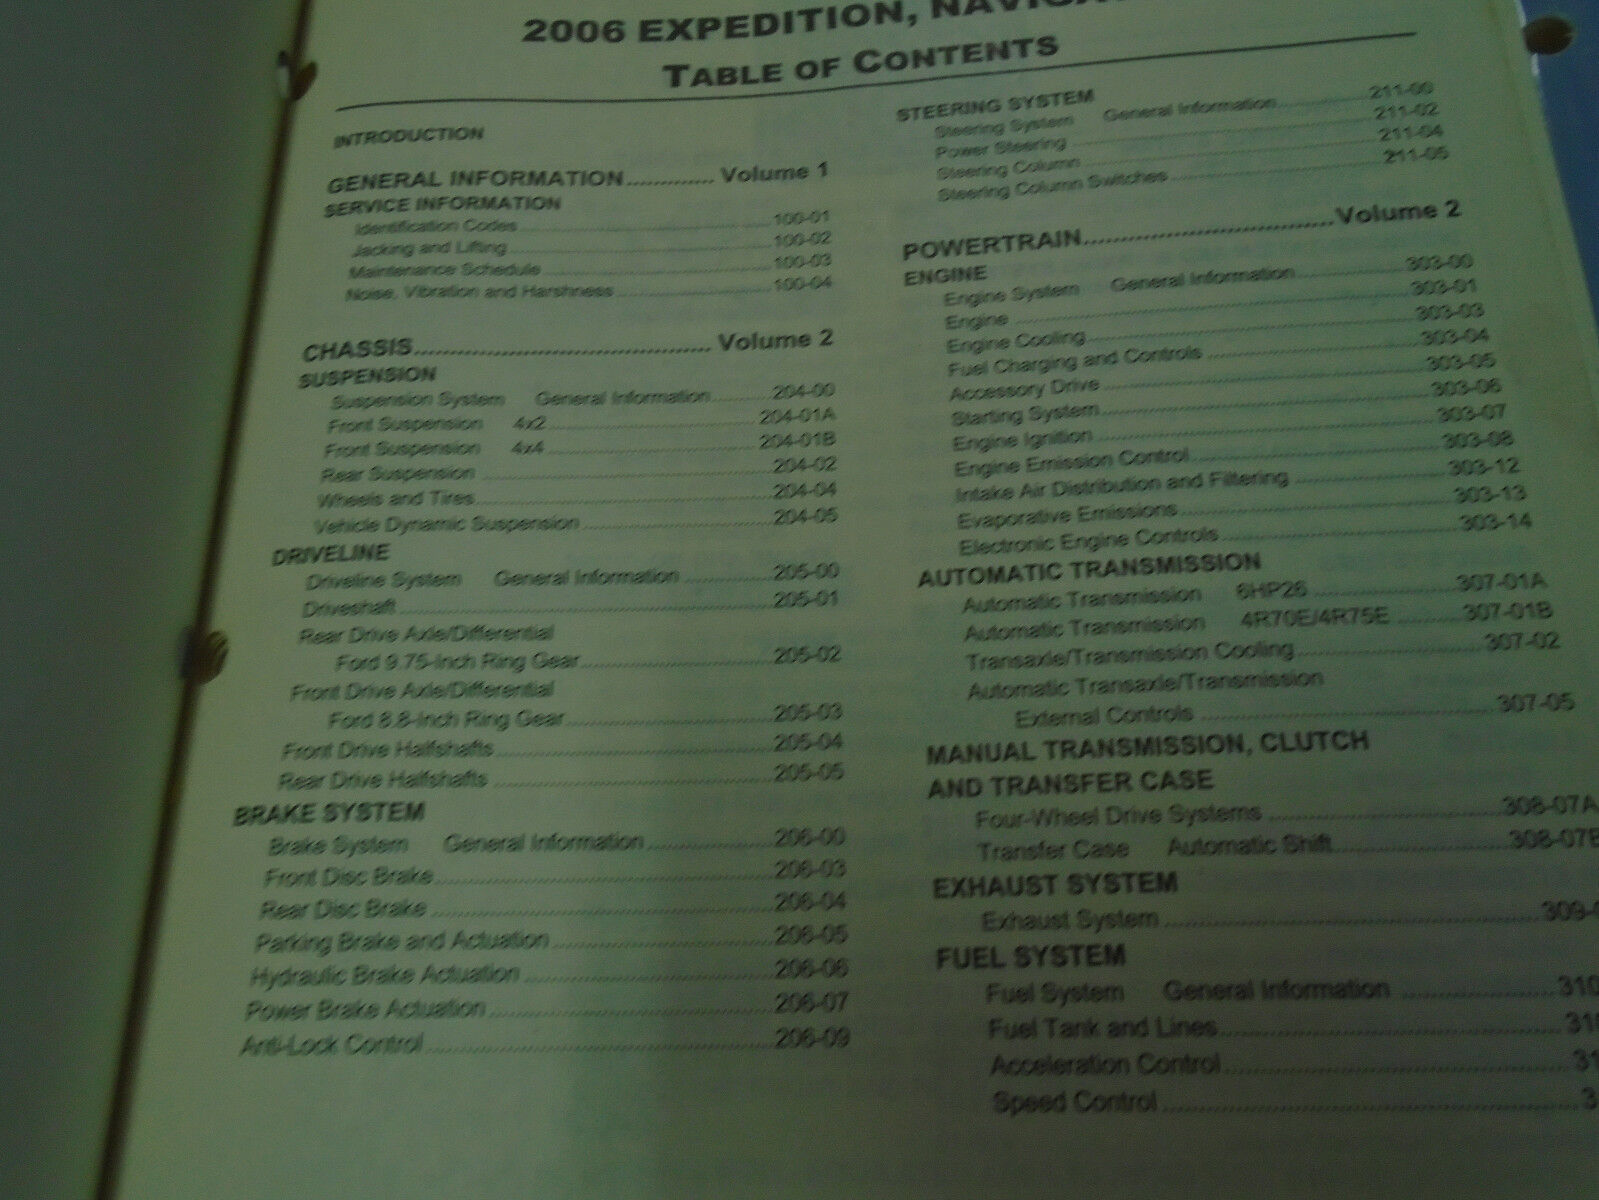 2006 EXPEDITION,
TABLE OF CONTENTS
INTRODUCTION
GENERAL INFORMATION............. Volume 1
SERVICE INFORMATION
Identification Codes 100-01
Jacking and Lifting 100-02
Maintenance Schedule 100-03
Noise, Vibration and Harshness 100-04
CHASSIS....................................... Volume 2
SUSPENSION
Suspension System General Information 204-00
Front Suspension 4x2 204-01A
Front Suspension 4x4 204-01B
Rear Suspension 204-02
Wheels and Tires 204-04
Vehicle Dynamic Suspension 204-05
DRIVELINE
Driveline System General Information 205-00
Driveshaft 205-01
Rear Drive Axle/Differential
Ford 9.75-Inch Ring Gear 205-02
Front Drive Axle/Differential
Ford 8.8-Inch Ring Gear 205-03
Front Drive Halfshafts 205-04
Rear Drive Halfshafts 205-05
BRAKE SYSTEM
Brake System General Information 206-00
Front Disc Brake 206-03
Rear Disc Brake 206-04
Parking Brake and Actuation 206-05
Hydraulic Brake Actuation 206-06
Power Brake Actuation 206-07
Anti-Lock Control 206-09
STEERING SYSTEM
Steering System General Information 211-00
Power Steering 211-02
Steering Column 211-04
Steering Column Switches 211-05
POWERTRAIN.................................Volume 2
ENGINE
Engine System General Information 303-00
Engine 303-01
Engine Cooling 303-03
Fuel Charging and Controls 303-04
Accessory Drive 303-05
Starting System 303-06
Engine Ignition 303-07
Engine Emission Control 303-08
Intake Air Distribution and Filtering 303-12
Evaporative Emissions 303-13
Electronic Engine Controls 303-14
AUTOMATIC TRANSMISSION
Automatic Transmission 6HP26 307-01A
Automatic Transmission 4R70E/4R75E 307-01B
Transaxle/Transmission Cooling 307-02
Automatic Transaxle/Transmission
External Controls 307-05
MANUAL TRANSMISSION, CLUTCH
AND TRANSFER CASE
Four-Wheel Drive Systems 308-07A
Transfer Case Automatic Shift 308-07B
EXHAUST SYSTEM
Exhaust System 309-
FUEL SYSTEM
Fuel System General Information 310
Fuel Tank and Lines
Acceleration Control
Speed Control